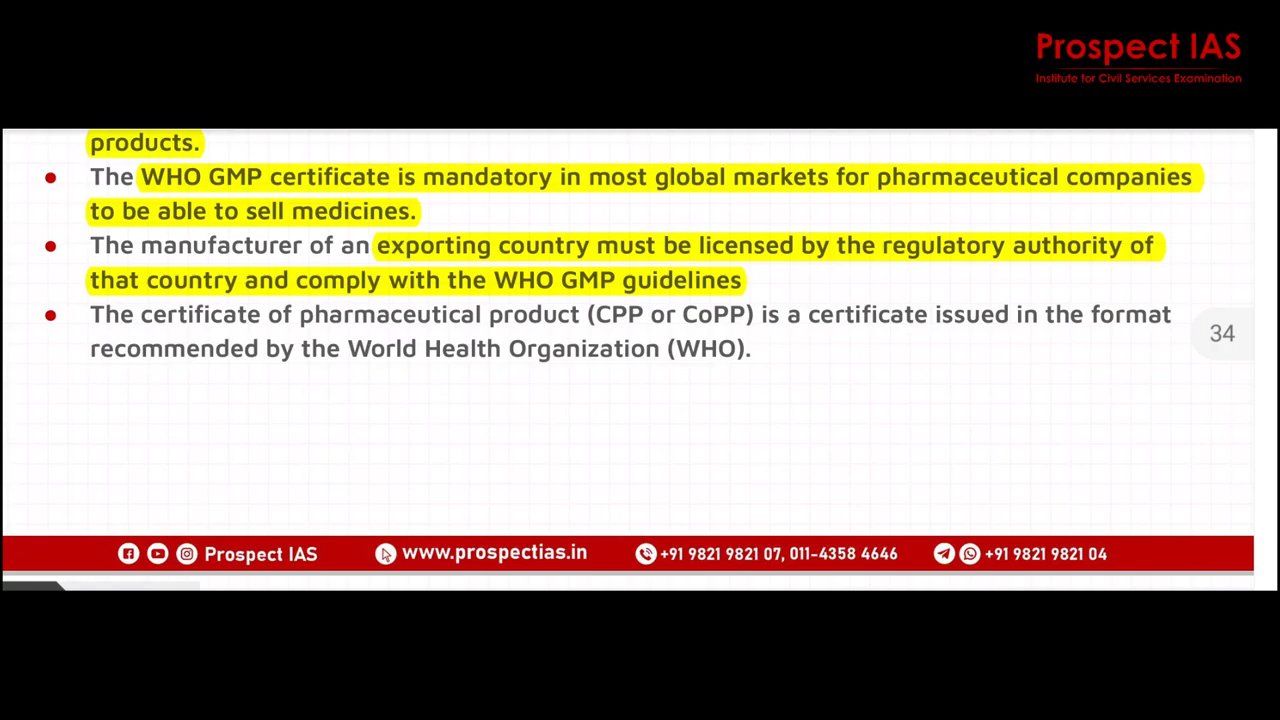 Prospect IAS
Institute for Civil Services Examination
products.
The WHO GMP certificate is mandatory in most global markets for pharmaceutical companies
to be able to sell medicines.
The manufacturer of an exporting country must be licensed by the regulatory authority of
that country and comply with the WHO GMP guidelines
The certificate of pharmaceutical product (CPP or CoPP) is a certificate issued in the format
recommended by the World Health Organization (WHO).
34
Prospect IAS www.prospectias.in +91 9821 9821 07, 011-4358 4646 +91 9821 9821 04